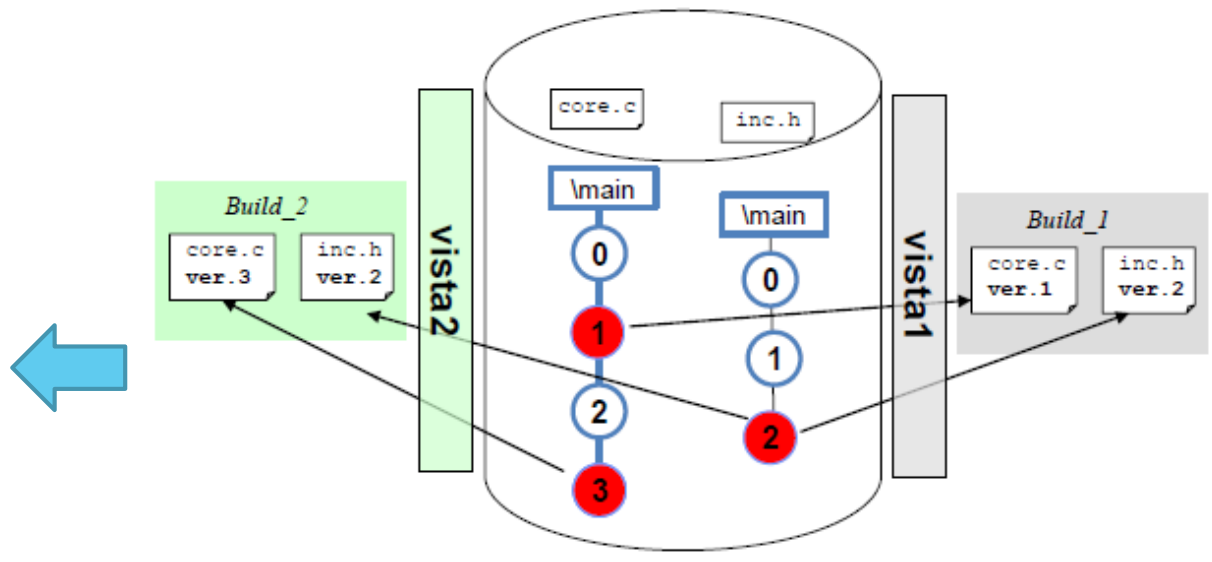 core.c
inc.h
\main
0
1
2
3
\main
0
1
2
Build_2
core.c
ver.3
inc.h
ver.2
vista2
vista1
Build_1
core.c
ver.1
inc.h
ver.2